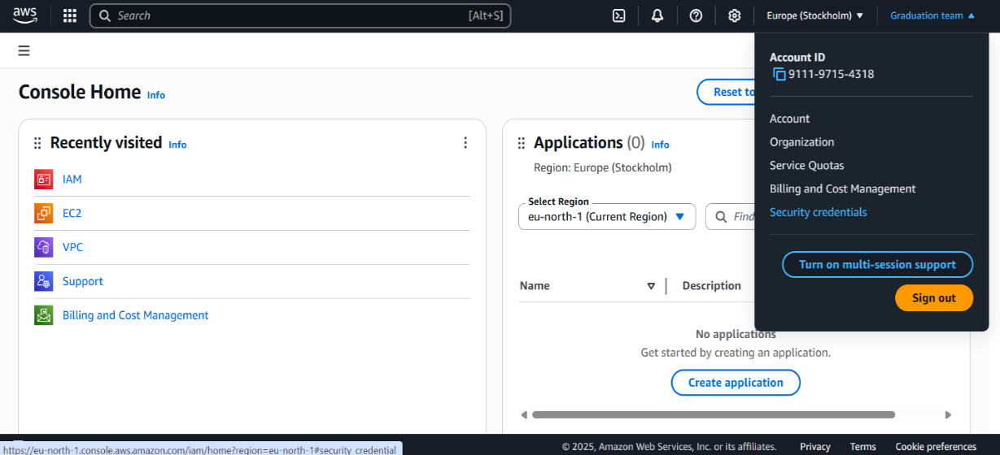 aws
Search
[Alt+S]
Europe (Stockholm)
Graduation team
Account ID
9111-9715-4318
Account
Organization
Service Quotas
Billing and Cost Management
Security credentials
Turn on multi-session support
Sign out
Console Home Info
Reset to
Recently visited Info
IAM
EC2
VPC
Support
Billing and Cost Management
Applications (0) Info
Region: Europe (Stockholm)
Select Region
eu-north-1 (Current Region)
Find
Name
Description
No applications
Get started by creating an application.
Create application
https://eu-north-1.console.aws.amazon.com/iam/home?region=eu-north-1#security_credential
© 2025, Amazon Web Services, Inc. or its affiliates.
Privacy
Terms
Cookie preferences